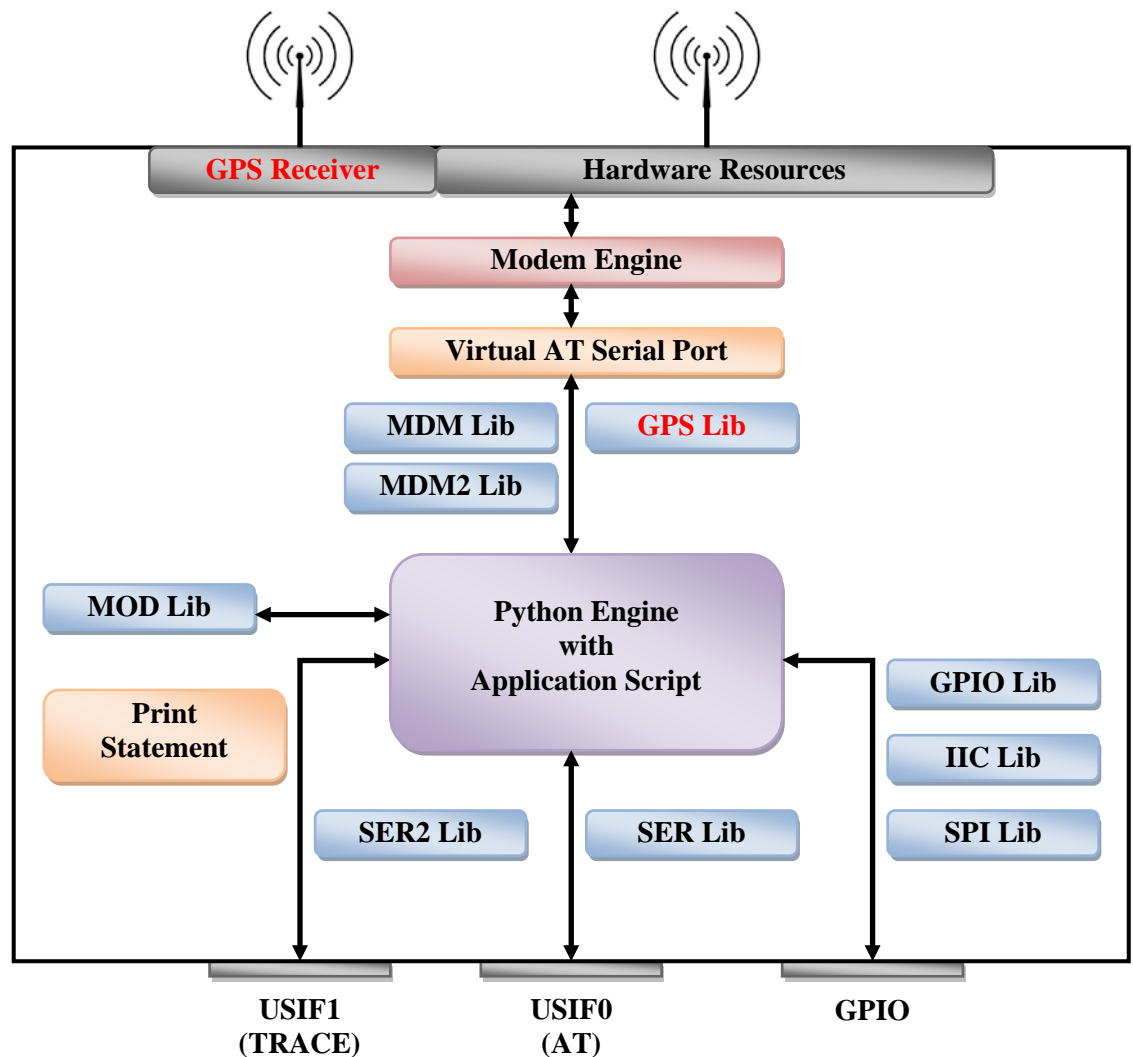 GPS Receiver
Hardware Resources
Modem Engine
Virtual AT Serial Port
MDM Lib
GPS Lib
MDM2 Lib
MOD Lib
Python Engine
with
Application Script
Print
Statement
GPIO Lib
IIC Lib
SER2 Lib
SER Lib
SPI Lib
USIF1
(TRACE)
USIF0
(AT)
GPIO